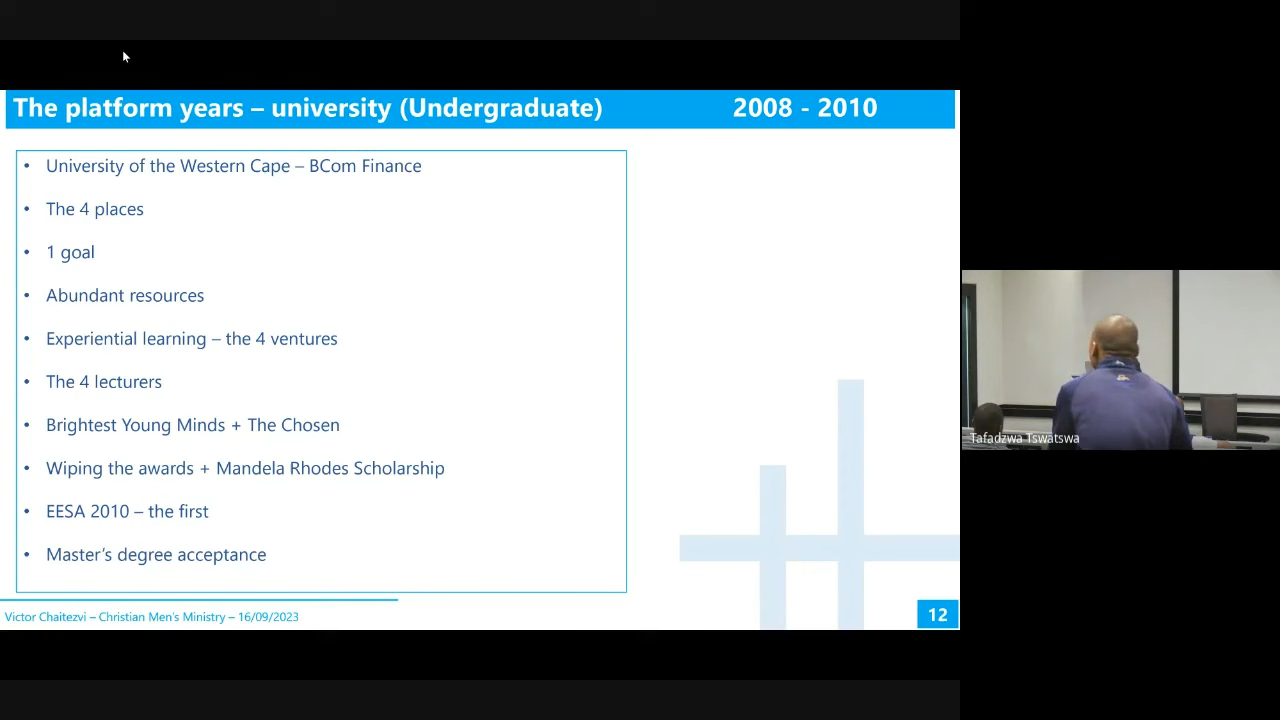 The platform years – university (Undergraduate) 2008 - 2010
• University of the Western Cape – BCom Finance
• The 4 places
• 1 goal
• Abundant resources
• Experiential learning – the 4 ventures
• The 4 lecturers
• Brightest Young Minds + The Chosen
• Wiping the awards + Mandela Rhodes Scholarship
• EESA 2010 – the first
• Master's degree acceptance
Victor Chaitezvi – Christian Men's Ministry – 16/09/2023
12
Tafadzwa Tswatswa